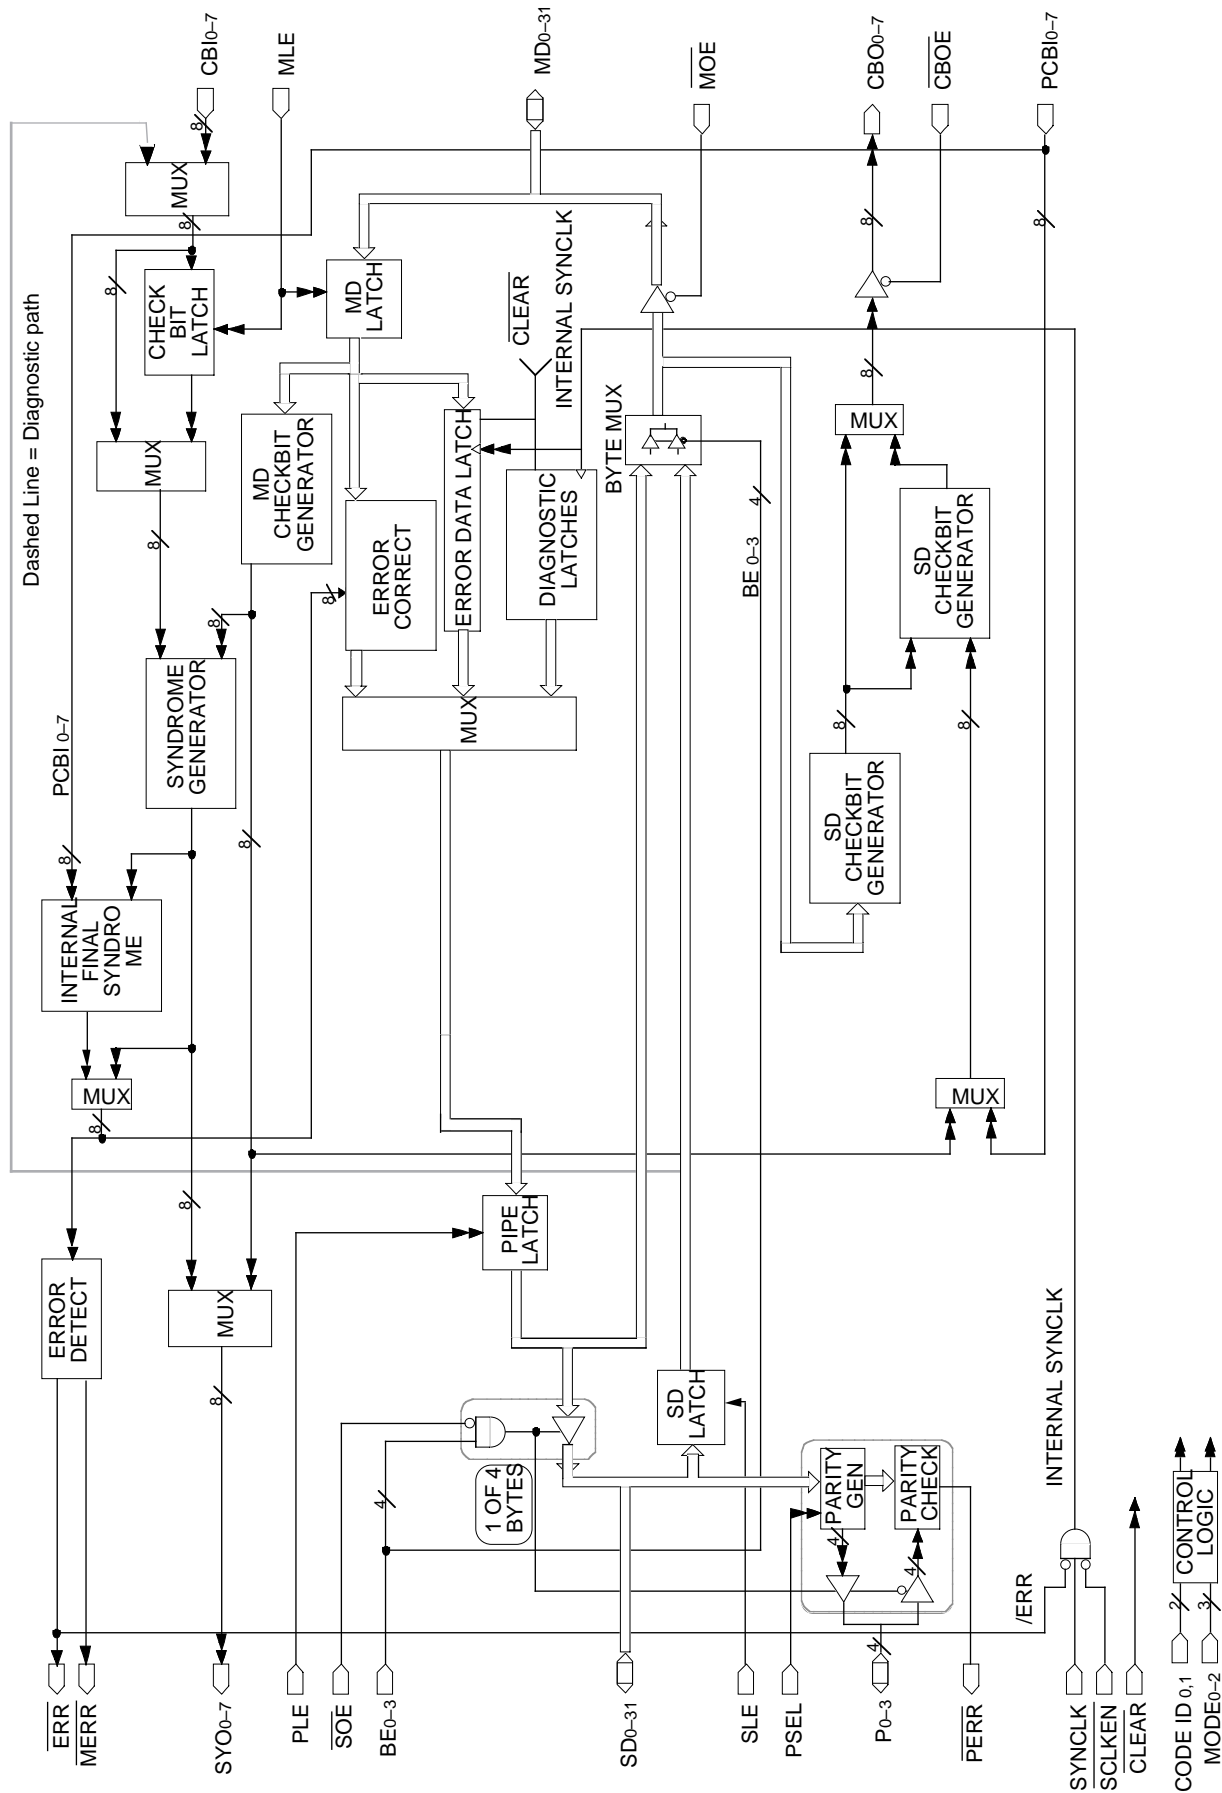 Dashed Line = Diagnostic path
CBI0–7
MLE
MD0–31
MOE
CBO0–7
CBOE
PCBI0–7
8
MUX
8
8
CHECK
BIT
LATCH
MD
LATCH
CLEAR
INTERNAL SYNCLK
8
8
8
MUX
MD
CHECKBIT
GENERATOR
ERROR DATA LATCH
BYTE MUX
MUX
8
8
8
ERROR
CORRECT
DIAGNOSTIC
LATCHES
BE 0–3
4
SD
CHECKBIT
GENERATOR
SYNDROME
GENERATOR
MUX
8
8
PCBI 0–7
8
8
SD
CHECKBIT
GENERATOR
INTERNAL
FINAL
SYNDRO
ME
MUX
8
MUX
8
PIPE
LATCH
ERROR
DETECT
MUX
8
SD
LATCH
INTERNAL SYNCLK
4
1 OF 4
BYTES
PARITY
GEN
PARITY
CHECK
4
4
4
/ERR
CONTROL
LOGIC
2
3
ERR
MERR
SYO0–7
PLE
SOE
BE0–3
SD0–31
SLE
PSEL
P0–3
PERR
SYNCLK
SCLKEN
CLEAR
CODE ID 0,1
MODE0–2